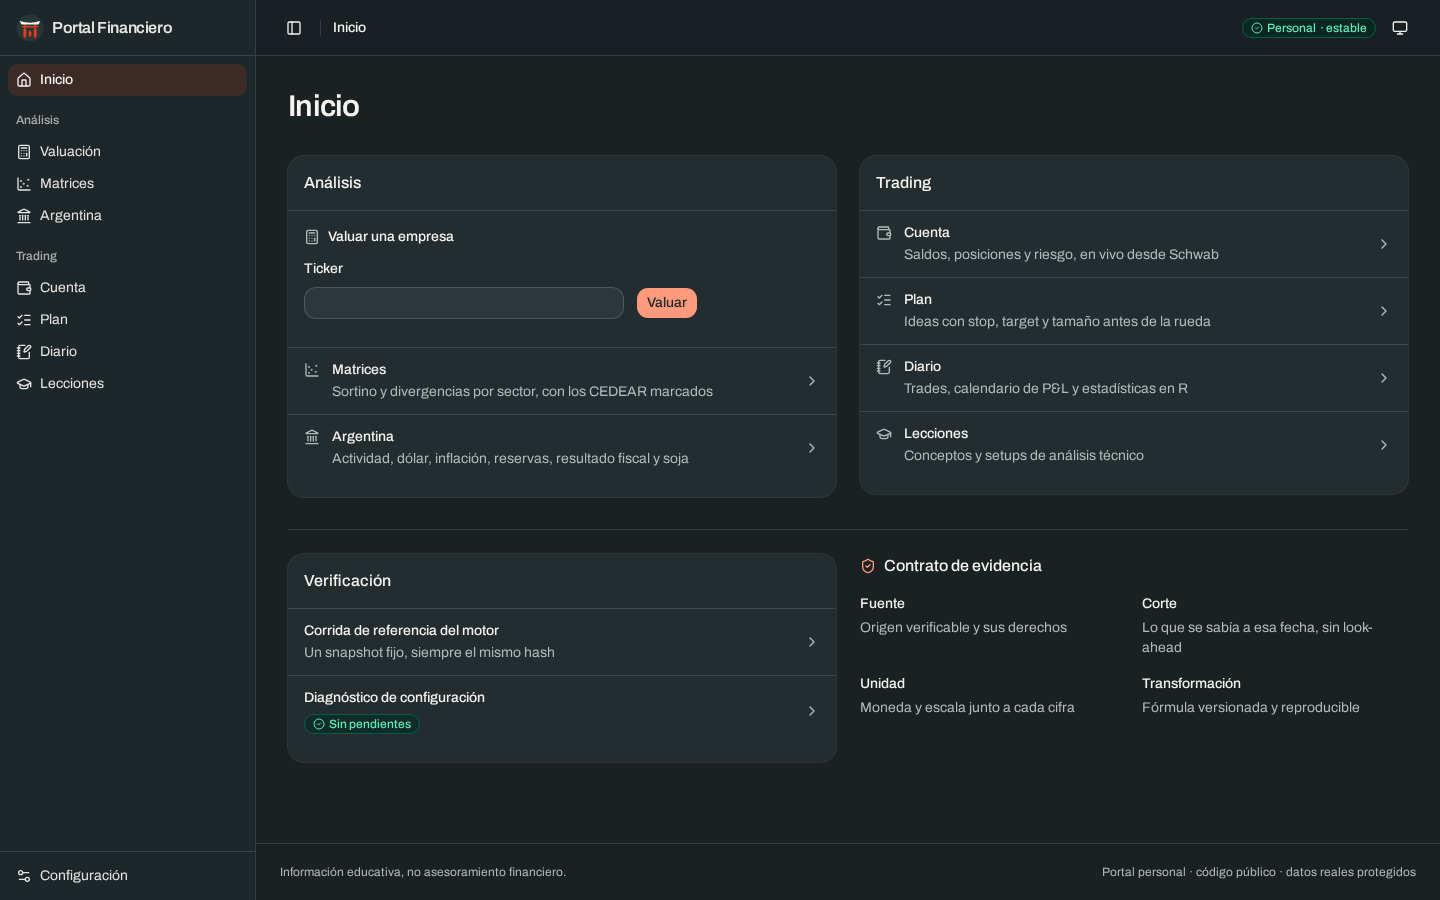 Portal Financiero
Inicio
Análisis
Valuación
Matrices
Argentina
Trading
Cuenta
Plan
Diario
Lecciones
Configuración
Inicio
Personal · estable
Inicio
Análisis
Valuar una empresa
Ticker
Valuar
Matrices
Sortino y divergencias por sector, con los CEDEAR marcados
Argentina
Actividad, dólar, inflación, reservas, resultado fiscal y soja
Trading
Cuenta
Saldos, posiciones y riesgo, en vivo desde Schwab
Plan
Ideas con stop, target y tamaño antes de la rueda
Diario
Trades, calendario de P&L y estadísticas en R
Lecciones
Conceptos y setups de análisis técnico
Verificación
Corrida de referencia del motor
Un snapshot fijo, siempre el mismo hash
Diagnóstico de configuración
Sin pendientes
Contrato de evidencia
Fuente
Origen verificable y sus derechos
Corte
Lo que se sabía a esa fecha, sin look-
ahead
Unidad
Moneda y escala junto a cada cifra
Transformación
Fórmula versionada y reproducible
Información educativa, no asesoramiento financiero.
Portal personal · código público · datos reales protegidos